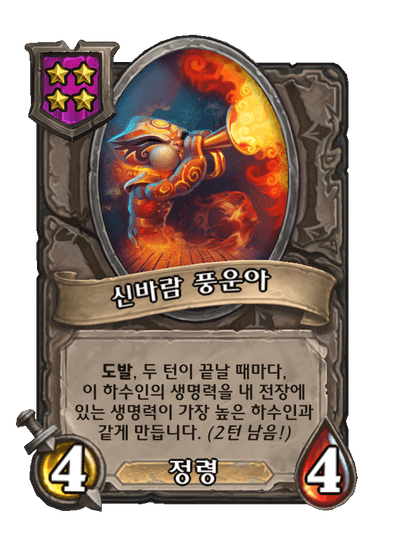 신바람 풍운아
도발, 두 턴이 끝날 때마다,
이 하수인의 생명력을 내 전장에
있는 생명력이 가장 높은 하수인과
같게 만듭니다. (2턴 남음!)
4
정령
4